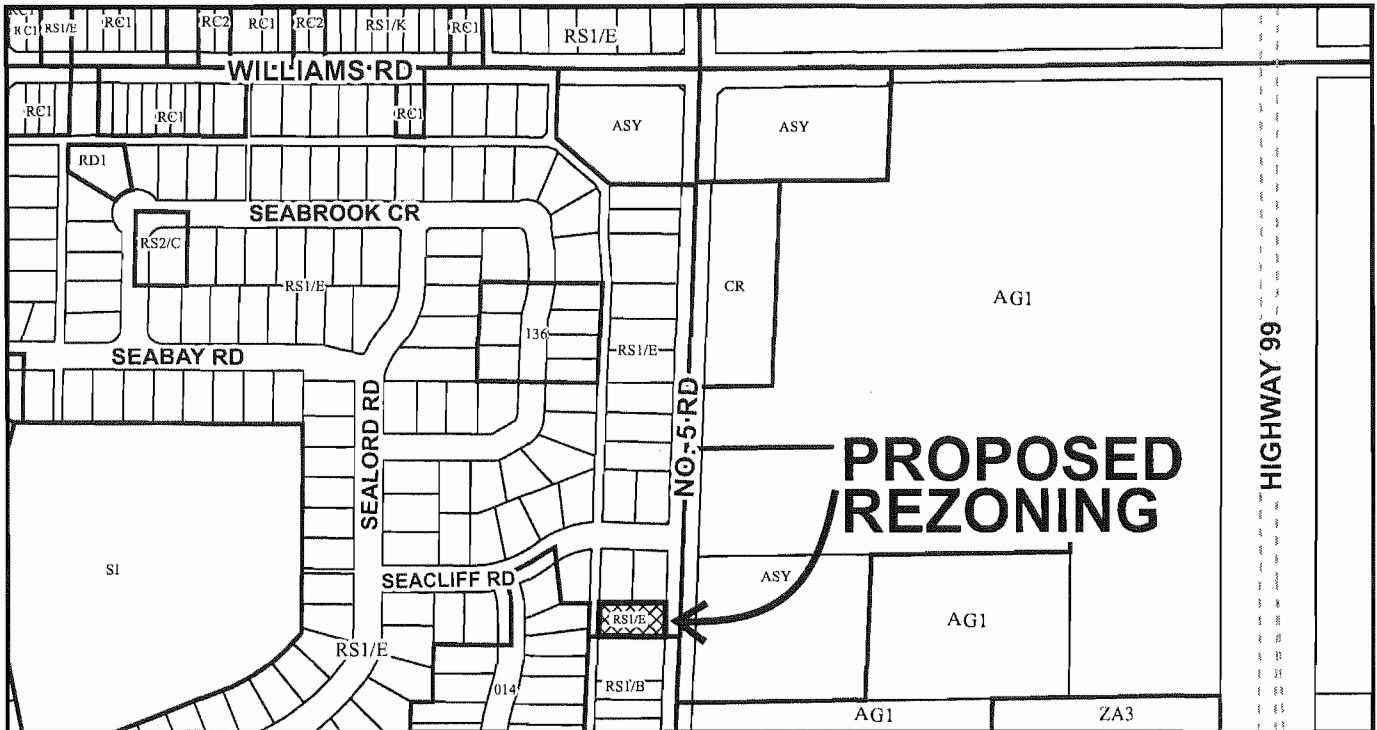 RC1
RC1
RS1/E
RC1
RC2
RC1
RC2
RS1/K
RC1
RS1/E
WILLIAMS RD
RC1
RC1
RC1
ASY
ASY
RD1
SEABROOK CR
RS2/C
RS1/E
CR
AG1
136
RS1/E
SEABAY RD
SEALORD RD
NO. 5 RD
HIGHWAY 99
PROPOSED
REZONING
SI
SEACLIFF RD
ASY
AG1
RS1/E
RS1/E
014
RS1/B
AG1
ZA3